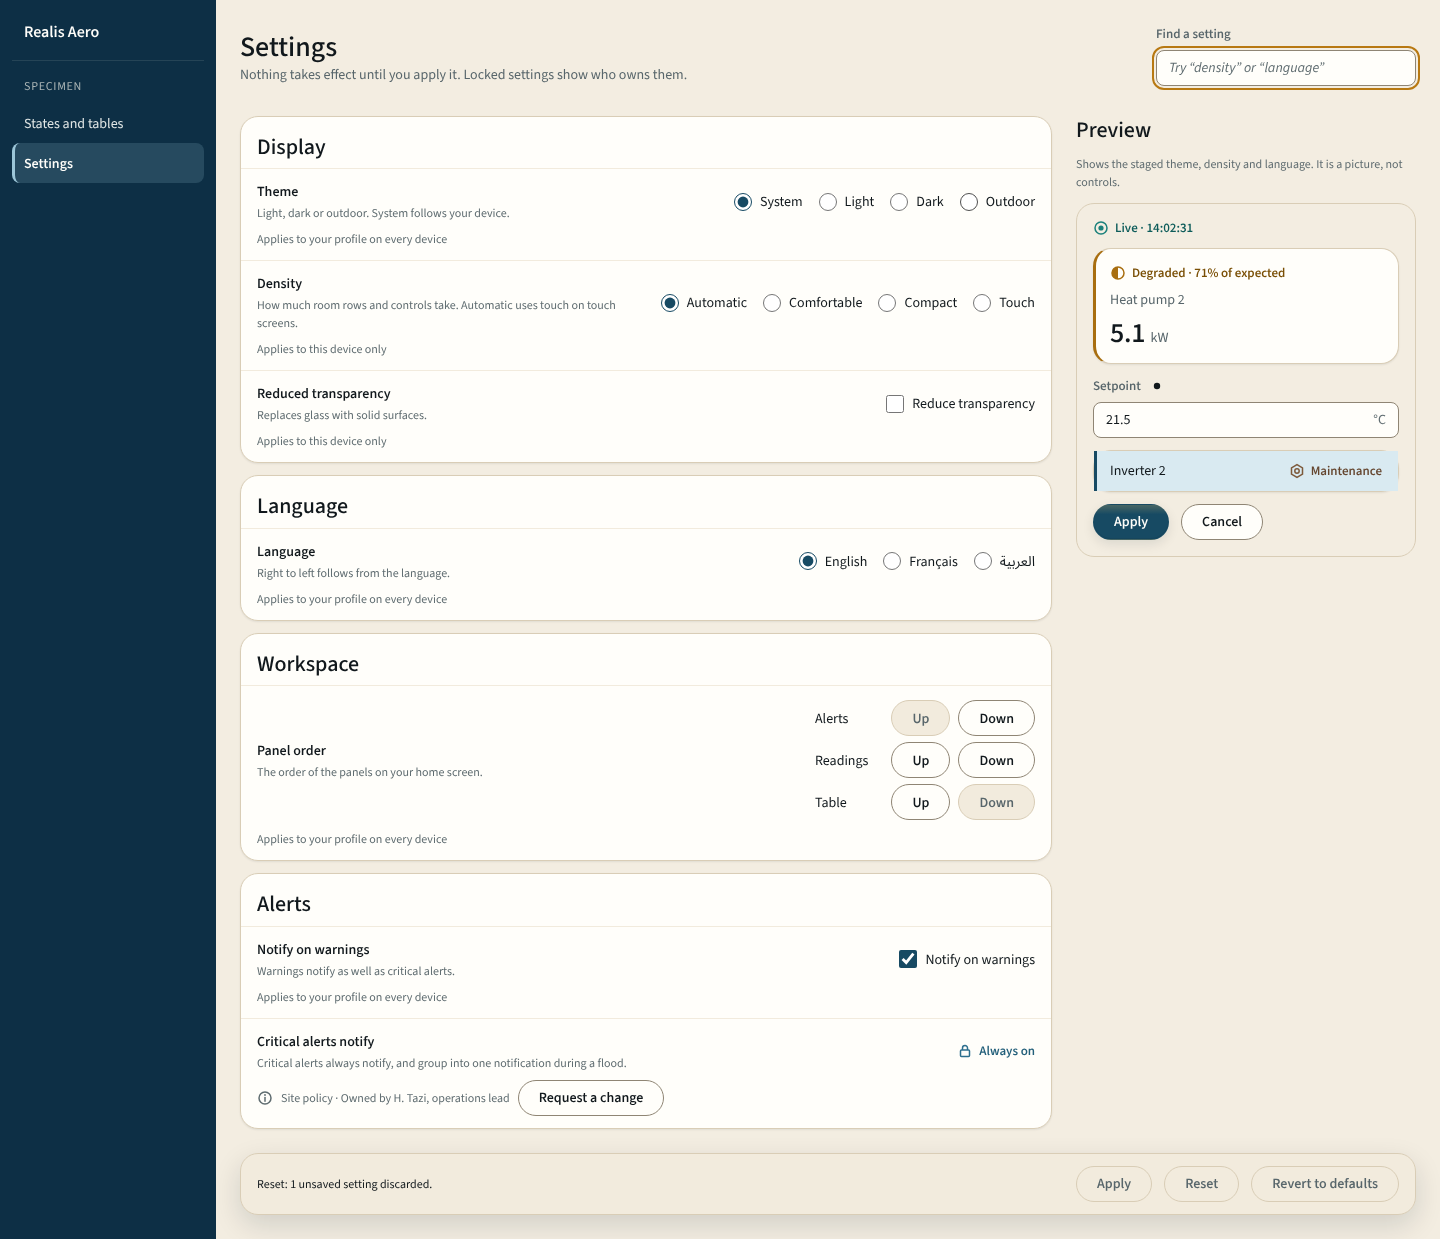 Realis Aero
SPECIMEN
States and tables
Settings
Settings
Nothing takes effect until you apply it. Locked settings show who owns them.
Find a setting
Try “density” or “language”
Display
Theme
Light, dark or outdoor. System follows your device.
System
Light
Dark
Outdoor
Applies to your profile on every device
Density
How much room rows and controls take. Automatic uses touch on touch
screens.
Automatic
Comfortable
Compact
Touch
Applies to this device only
Reduced transparency
Replaces glass with solid surfaces.
Reduce transparency
Applies to this device only
Language
Language
Right to left follows from the language.
English
Français
العربية
Applies to your profile on every device
Workspace
Panel order
The order of the panels on your home screen.
Alerts
Up
Down
Readings
Up
Down
Table
Up
Down
Applies to your profile on every device
Alerts
Notify on warnings
Warnings notify as well as critical alerts.
Notify on warnings
Applies to your profile on every device
Critical alerts notify
Critical alerts always notify, and group into one notification during a flood.
Always on
Site policy · Owned by H. Tazi, operations lead
Request a change
Preview
Shows the staged theme, density and language. It is a picture, not
controls.
Live · 14:02:31
Degraded · 71% of expected
Heat pump 2
5.1 kW
Setpoint
21.5
°C
Inverter 2
Maintenance
Apply
Cancel
Reset: 1 unsaved setting discarded.
Apply
Reset
Revert to defaults